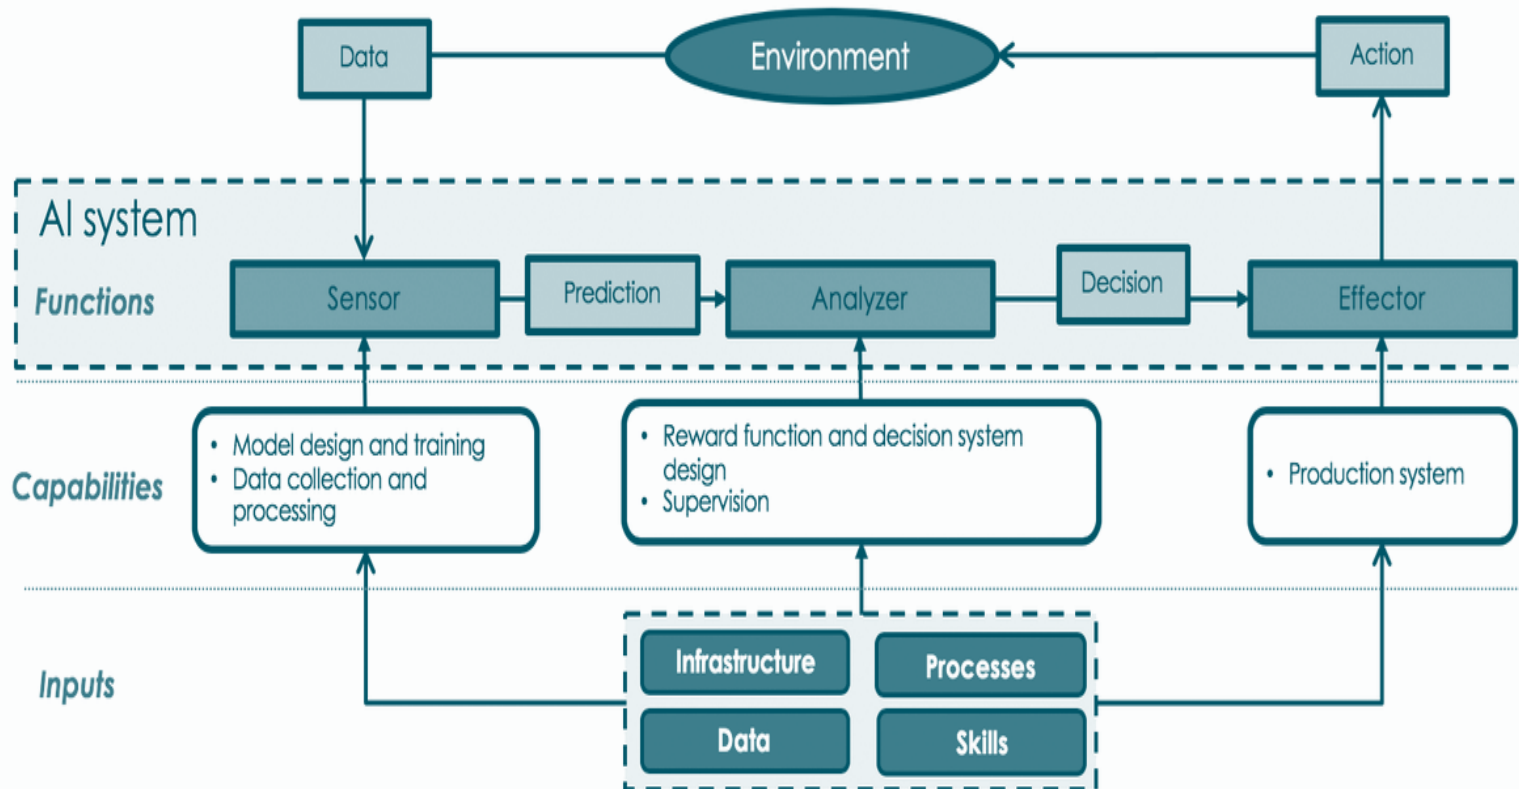 Data
Environment
Action
AI system
Functions
Sensor
Prediction
Analyzer
Decision
Effector
Capabilities
• Model design and training
• Data collection and
processing
• Reward function and decision system
design
• Supervision
• Production system
Inputs
Infrastructure
Processes
Data
Skills